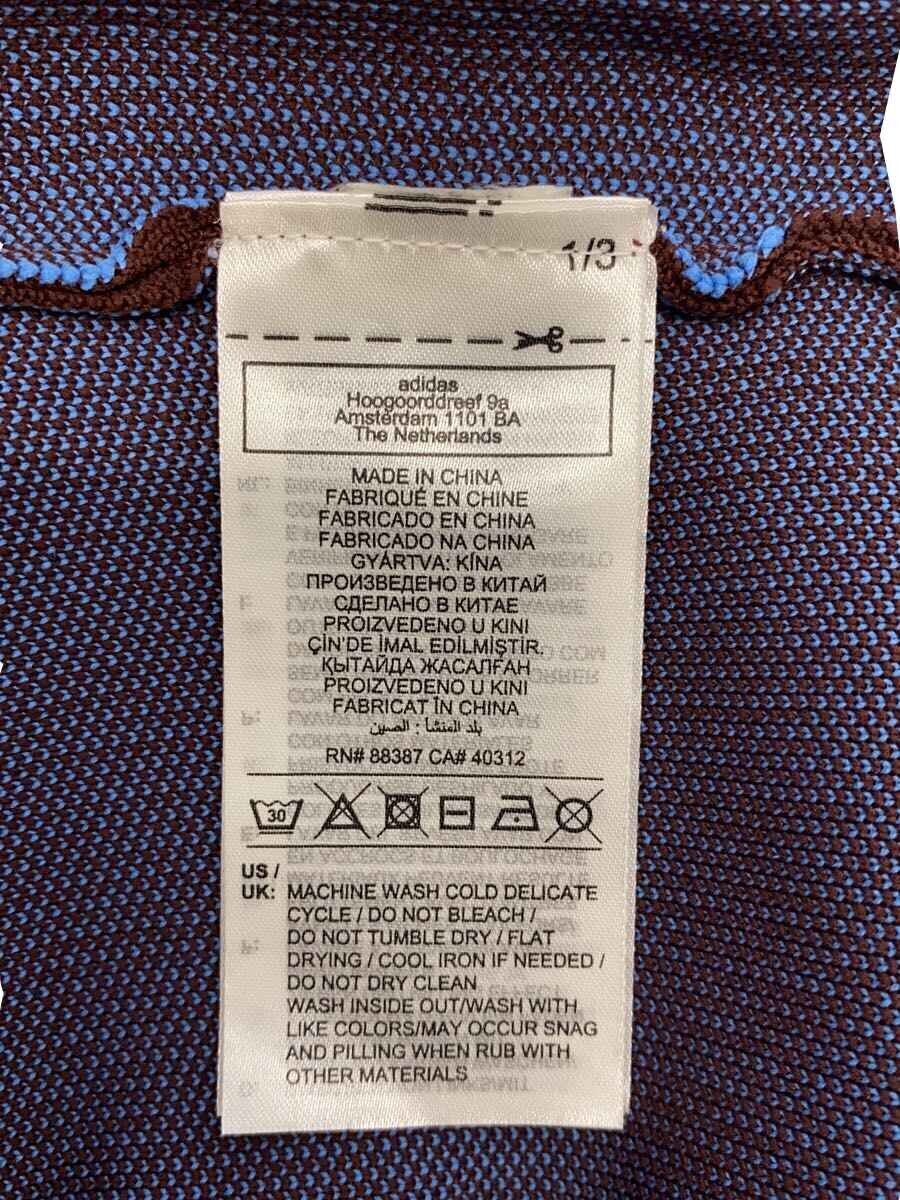 1/3
adidas
Hoogoorddreef 9a
Amsterdam 1101 BA
The Netherlands
MADE IN CHINA
FABRIQUÉ EN CHINE
FABRICADO EN CHINA
FABRICADO NA CHINA
GYÁRTVA: KÍNA
ПРОИЗВЕДЕНО В КИТАЙ
СДЕЛАНО В КИТАЕ
PROIZVEDENO U KINI
ÇİN'DE İMAL EDİLMİŞTİR.
ҚЫТАЙДА ЖАСАЛҒАН
PROIZVEDENO U KINI
FABRICAT ÎN CHINA
بلد المنشأ : الصين
RN# 88387 CA# 40312
30
US /
UK: MACHINE WASH COLD DELICATE
CYCLE / DO NOT BLEACH /
DO NOT TUMBLE DRY / FLAT
DRYING / COOL IRON IF NEEDED /
DO NOT DRY CLEAN
WASH INSIDE OUT/WASH WITH
LIKE COLORS/MAY OCCUR SNAG
AND PILLING WHEN RUB WITH
OTHER MATERIALS